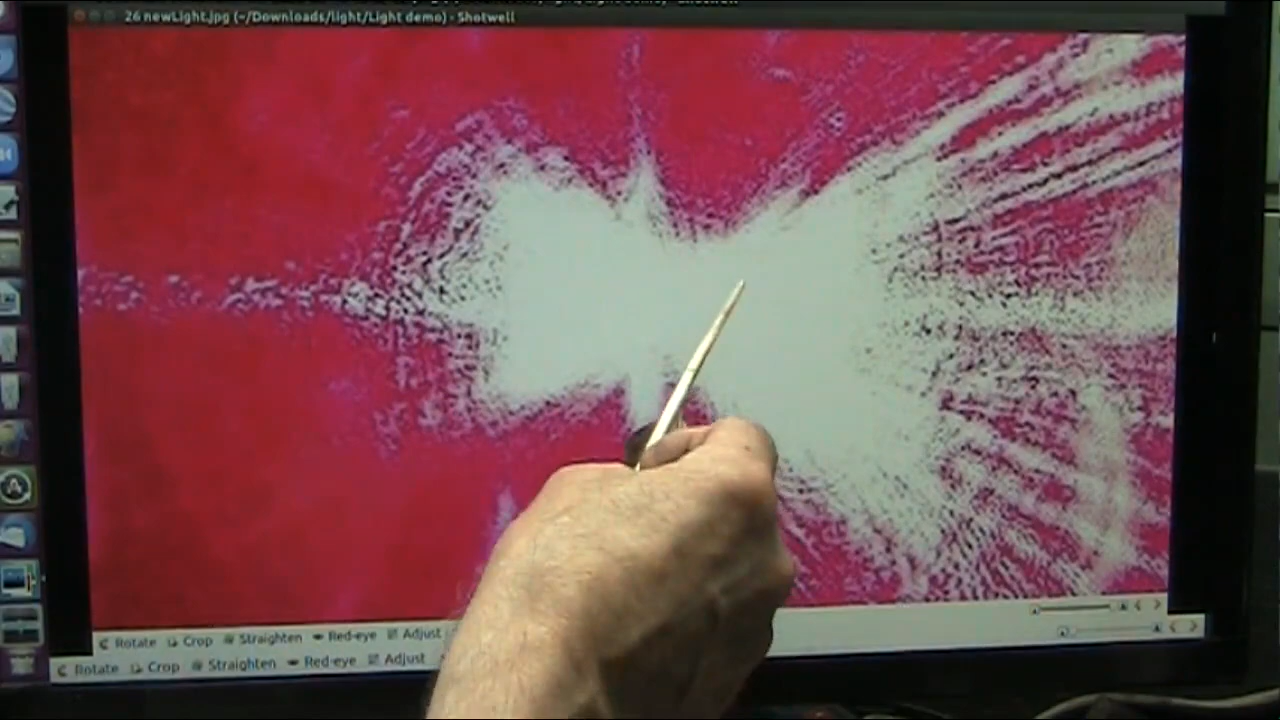 26 newLight.jpg (~/Downloads/light/Light demo) - Shotwell
Rotate Crop Straighten Red-eye Adjust
Rotate Crop Straighten Red-eye Adjust